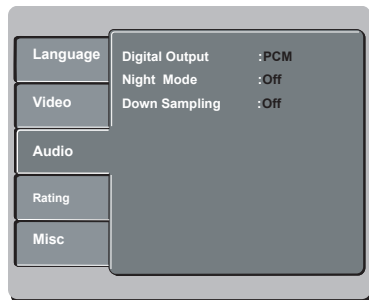 Language
Video
Audio
Rating
Misc
Digital Output :PCM
Night Mode :Off
Down Sampling :Off